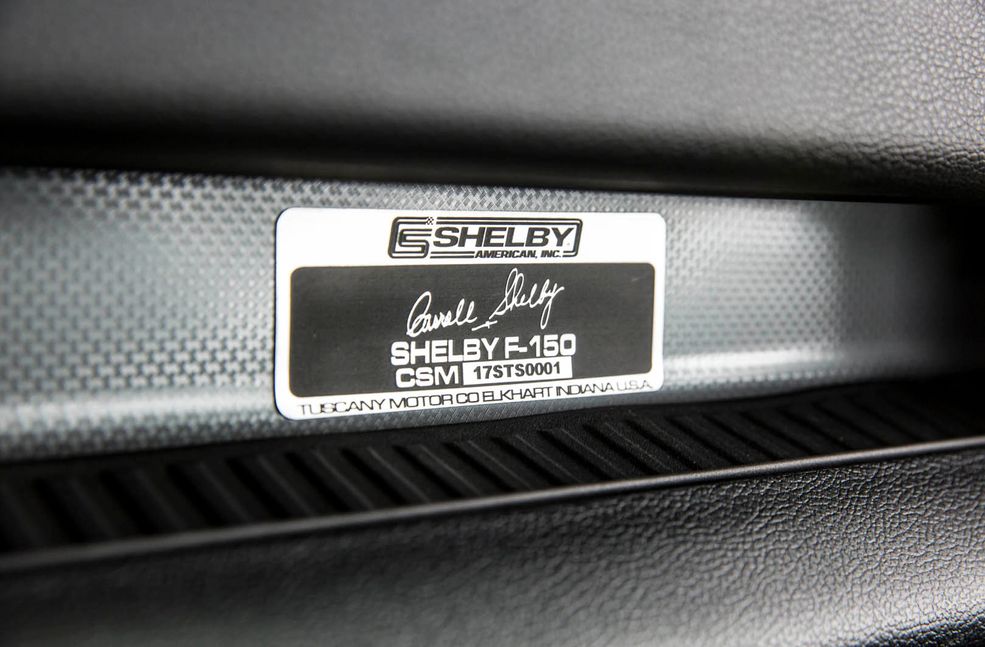 SHELBY
AMERICAN, INC.
Carroll Shelby
SHELBY F-150
CSM 17STS0001
TUSCANY MOTOR CO ELKHART INDIANA U.S.A.